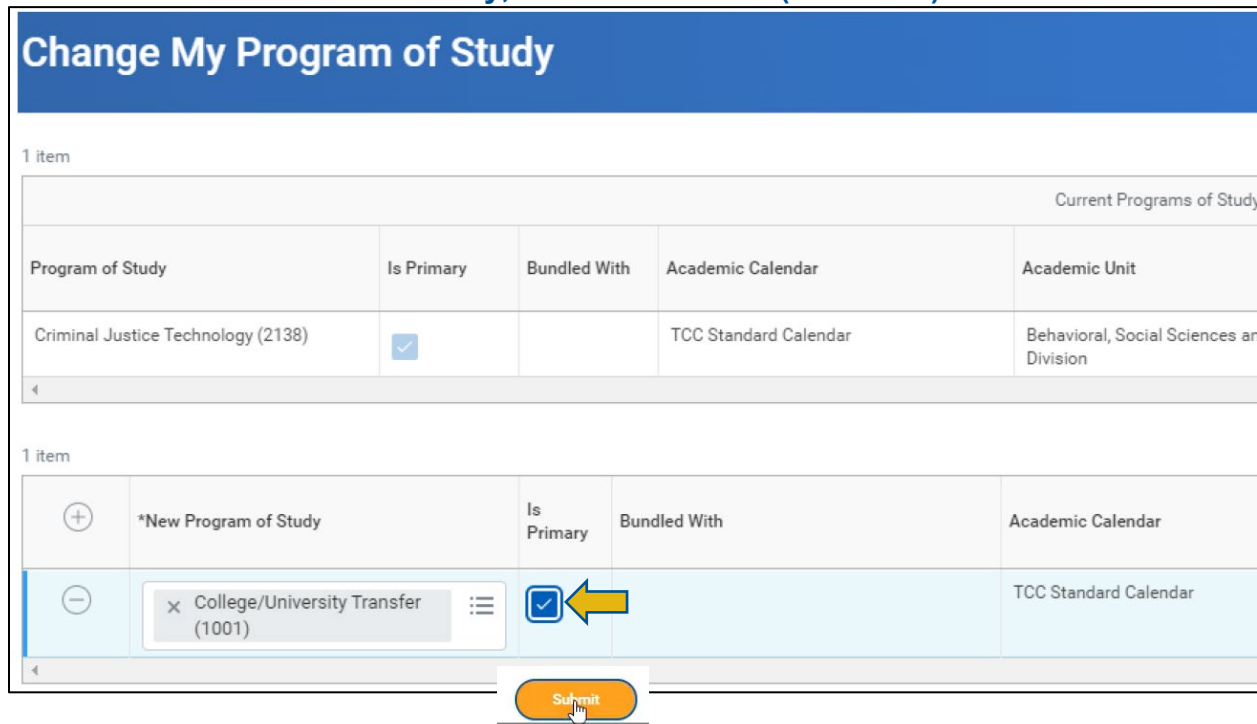 Change My Program of Study
1 item
Current Programs of Study
Program of Study Is Primary Bundled With Academic Calendar Academic Unit
Criminal Justice Technology (2138) TCC Standard Calendar Behavioral, Social Sciences an
Division
1 item
*New Program of Study Is Primary Bundled With Academic Calendar
College/University Transfer TCC Standard Calendar
(1001)
Submit